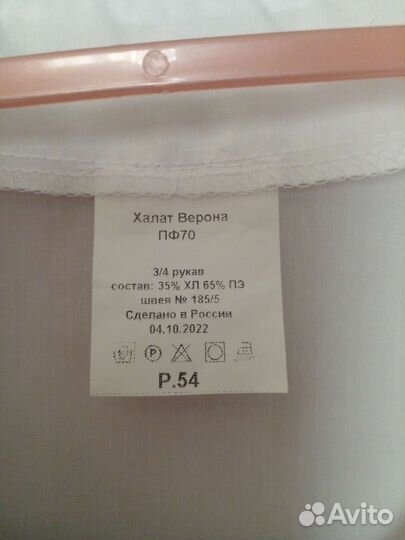 Халат Верона
ПФ70
3/4 рукав
состав: 35% ХЛ 65% ПЭ
швея № 185/5
Сделано в России
04.10.2022
Р.54
Avito